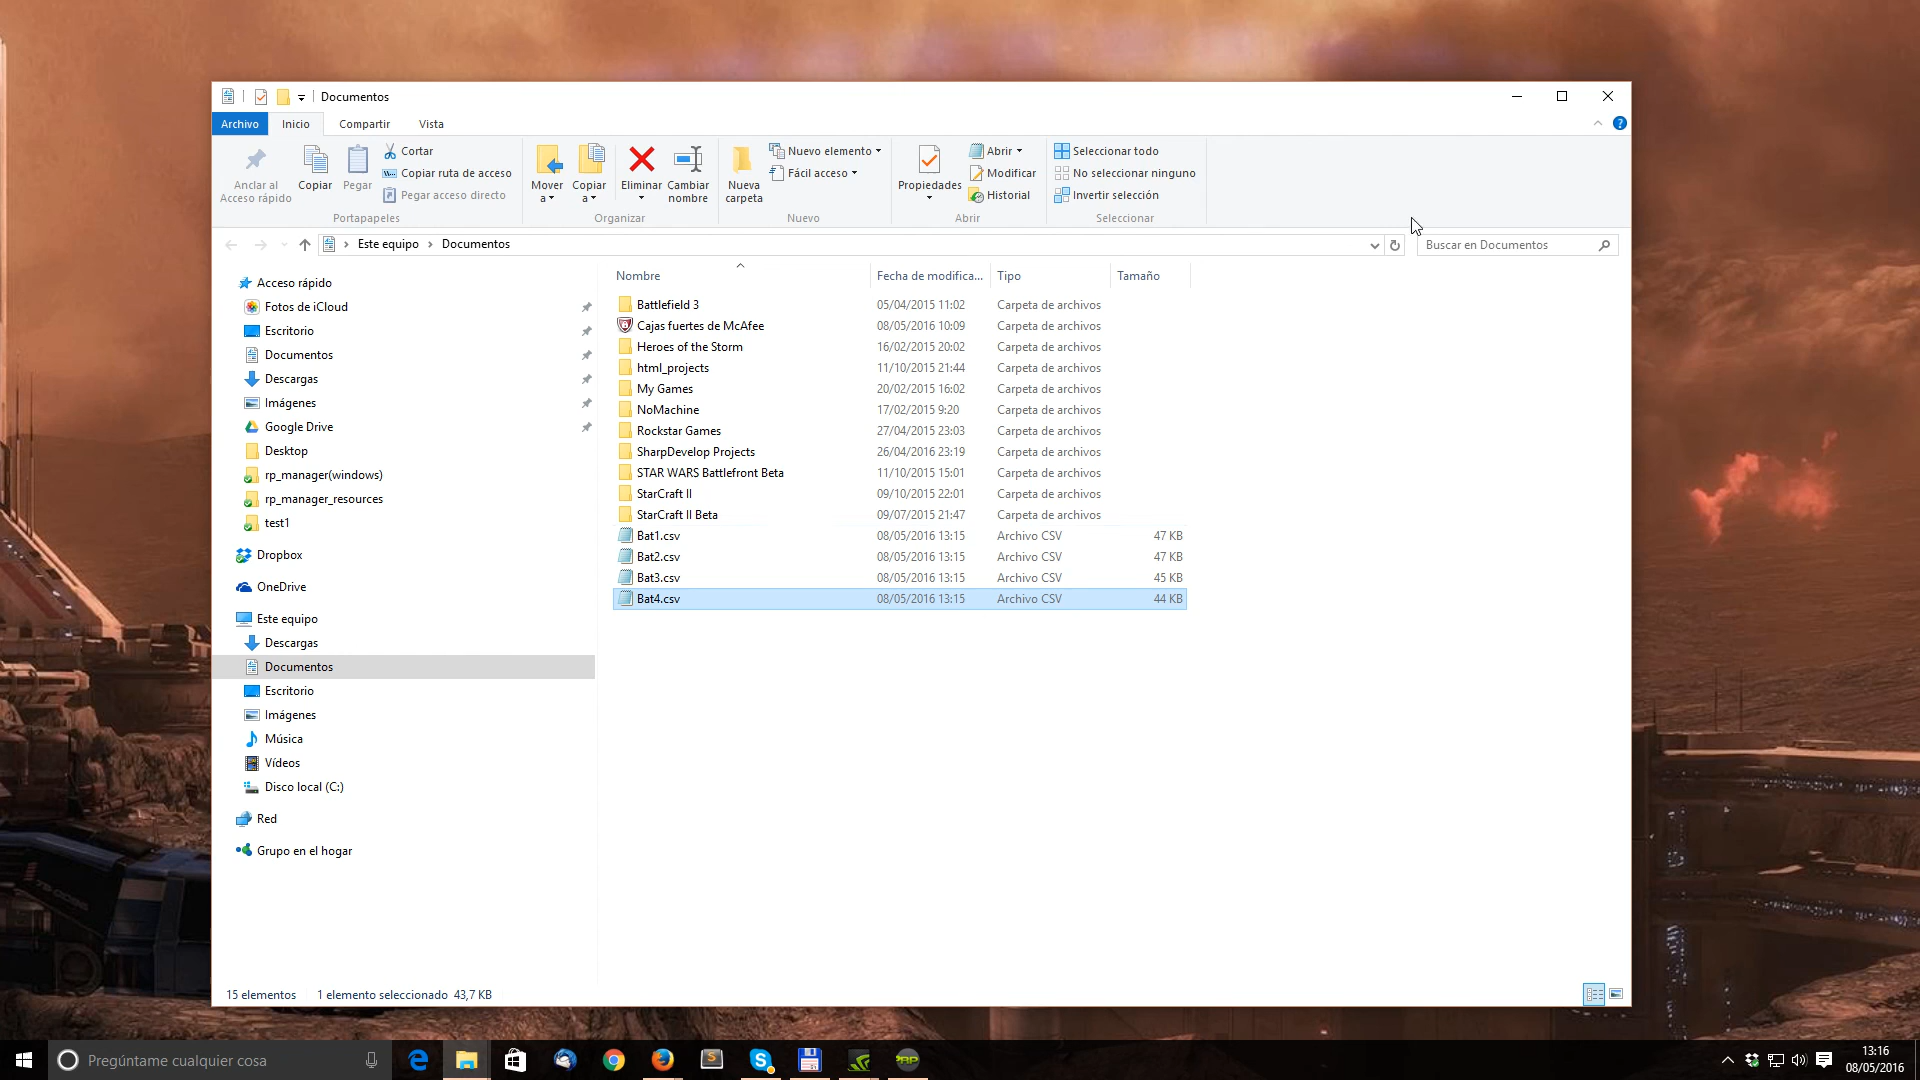 Documentos
Archivo Inicio Compartir Vista
Anclar al Acceso rápido
Copiar
Pegar
Cortar
Copiar ruta de acceso
Pegar acceso directo
Portapapeles
Mover a
Copiar a
Eliminar
Cambiar nombre
Organizar
Nueva carpeta
Nuevo elemento
Fácil acceso
Nuevo
Propiedades
Abrir
Modificar
Historial
Abrir
Seleccionar todo
No seleccionar ninguno
Invertir selección
Seleccionar
Este equipo Documentos
Buscar en Documentos
Acceso rápido
Fotos de iCloud
Escritorio
Documentos
Descargas
Imágenes
Google Drive
Desktop
rp_manager(windows)
rp_manager_resources
test1
Dropbox
OneDrive
Este equipo
Descargas
Documentos
Escritorio
Imágenes
Música
Vídeos
Disco local (C:)
Red
Grupo en el hogar
Nombre Fecha de modifica... Tipo Tamaño
Battlefield 3 05/04/2015 11:02 Carpeta de archivos
Cajas fuertes de McAfee 08/05/2016 10:09 Carpeta de archivos
Heroes of the Storm 16/02/2015 20:02 Carpeta de archivos
html_projects 11/10/2015 21:44 Carpeta de archivos
My Games 20/02/2015 16:02 Carpeta de archivos
NoMachine 17/02/2015 9:20 Carpeta de archivos
Rockstar Games 27/04/2015 23:03 Carpeta de archivos
SharpDevelop Projects 26/04/2016 23:19 Carpeta de archivos
STAR WARS Battlefront Beta 11/10/2015 15:01 Carpeta de archivos
StarCraft II 09/10/2015 22:01 Carpeta de archivos
StarCraft II Beta 09/07/2015 21:47 Carpeta de archivos
Bat1.csv 08/05/2016 13:15 Archivo CSV 47 KB
Bat2.csv 08/05/2016 13:15 Archivo CSV 47 KB
Bat3.csv 08/05/2016 13:15 Archivo CSV 45 KB
Bat4.csv 08/05/2016 13:15 Archivo CSV 44 KB
15 elementos 1 elemento seleccionado 43,7 KB
Pregúntame cualquier cosa
13:16
08/05/2016